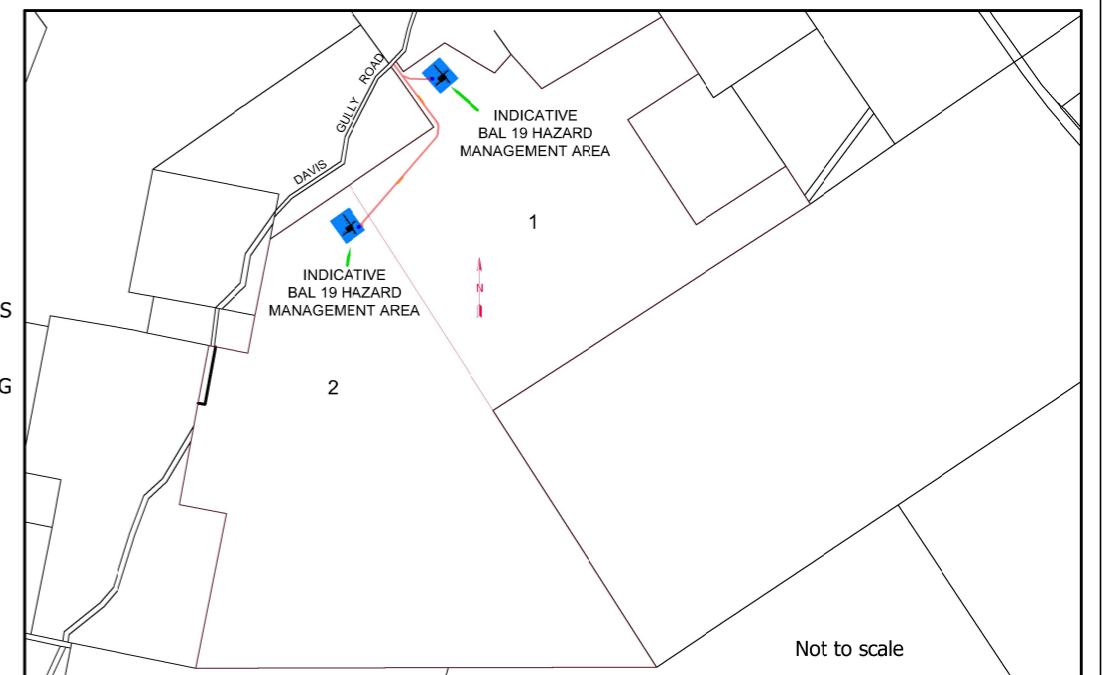 DAVIS GULLY ROAD
INDICATIVE
BAL 19 HAZARD
MANAGEMENT AREA
1
INDICATIVE
BAL 19 HAZARD
MANAGEMENT AREA
N
S
2
G
Not to scale